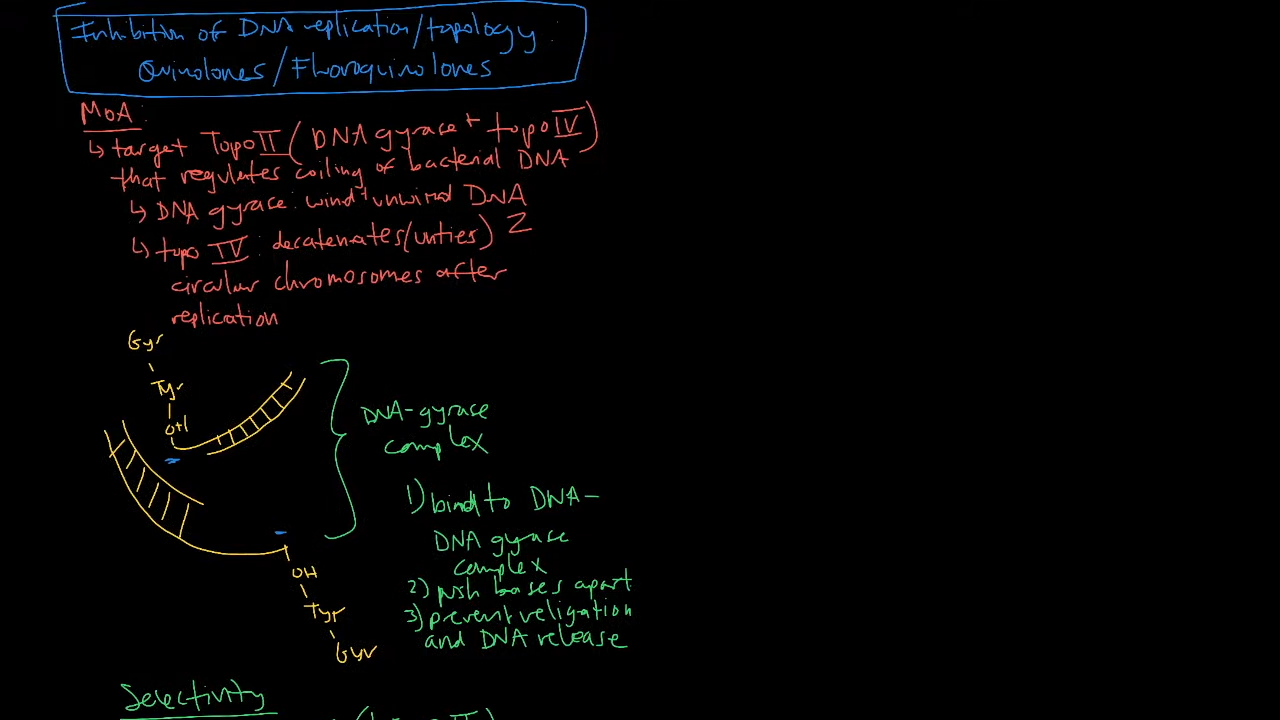 Inhibition of DNA replication/topology:
Quinolones/Fluoroquinolones
MoA:
↳ target Topo II (DNA gyrase + topo IV)
that regulates coiling of bacterial DNA
↳ DNA gyrase: wind + unwind DNA
↳ topo IV: decatenates (unties) 2
circular chromosomes after
replication
Gyr
Tyr
OH
DNA-gyrase
complex
1) bind to DNA-
DNA gyrase
complex
2) push bases apart
3) prevent religation
and DNA release
OH
Tyr
Gyr
Selectivity